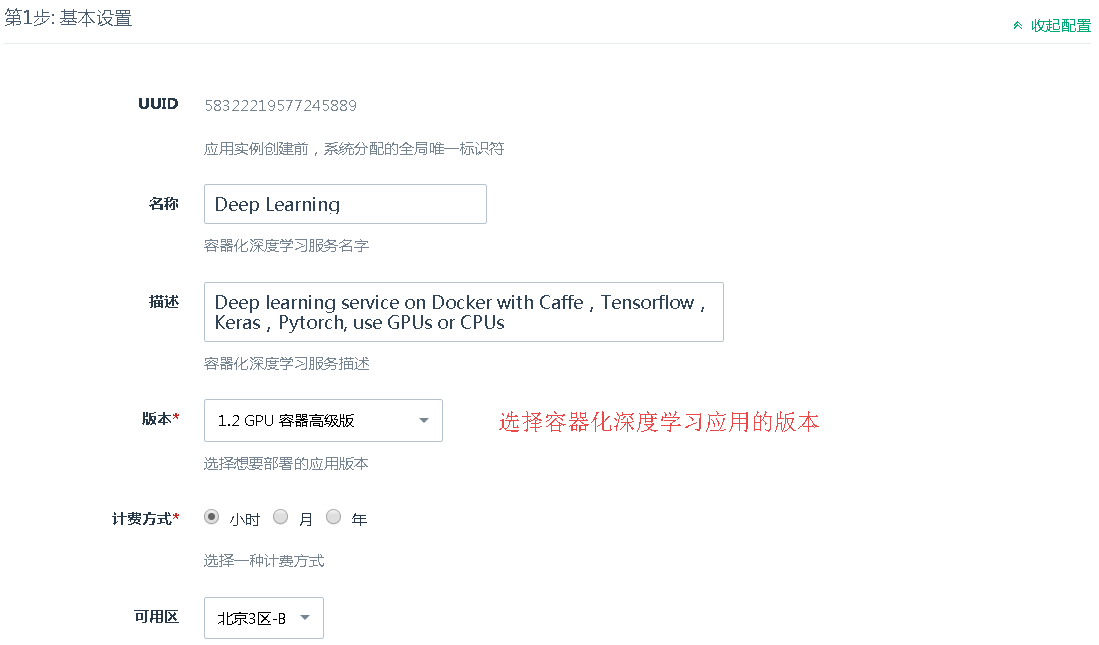 第1步: 基本设置
收起配置
UUID
58322219577245889
应用实例创建前，系统分配的全局唯一标识符
名称
Deep Learning
容器化深度学习服务名字
描述
Deep learning service on Docker with Caffe，Tensorflow，
Keras，Pytorch, use GPUs or CPUs
容器化深度学习服务描述
版本*
1.2 GPU 容器高级版
选择容器化深度学习应用的版本
选择想要部署的应用版本
计费方式*
小时 月 年
选择一种计费方式
可用区
北京3区-B